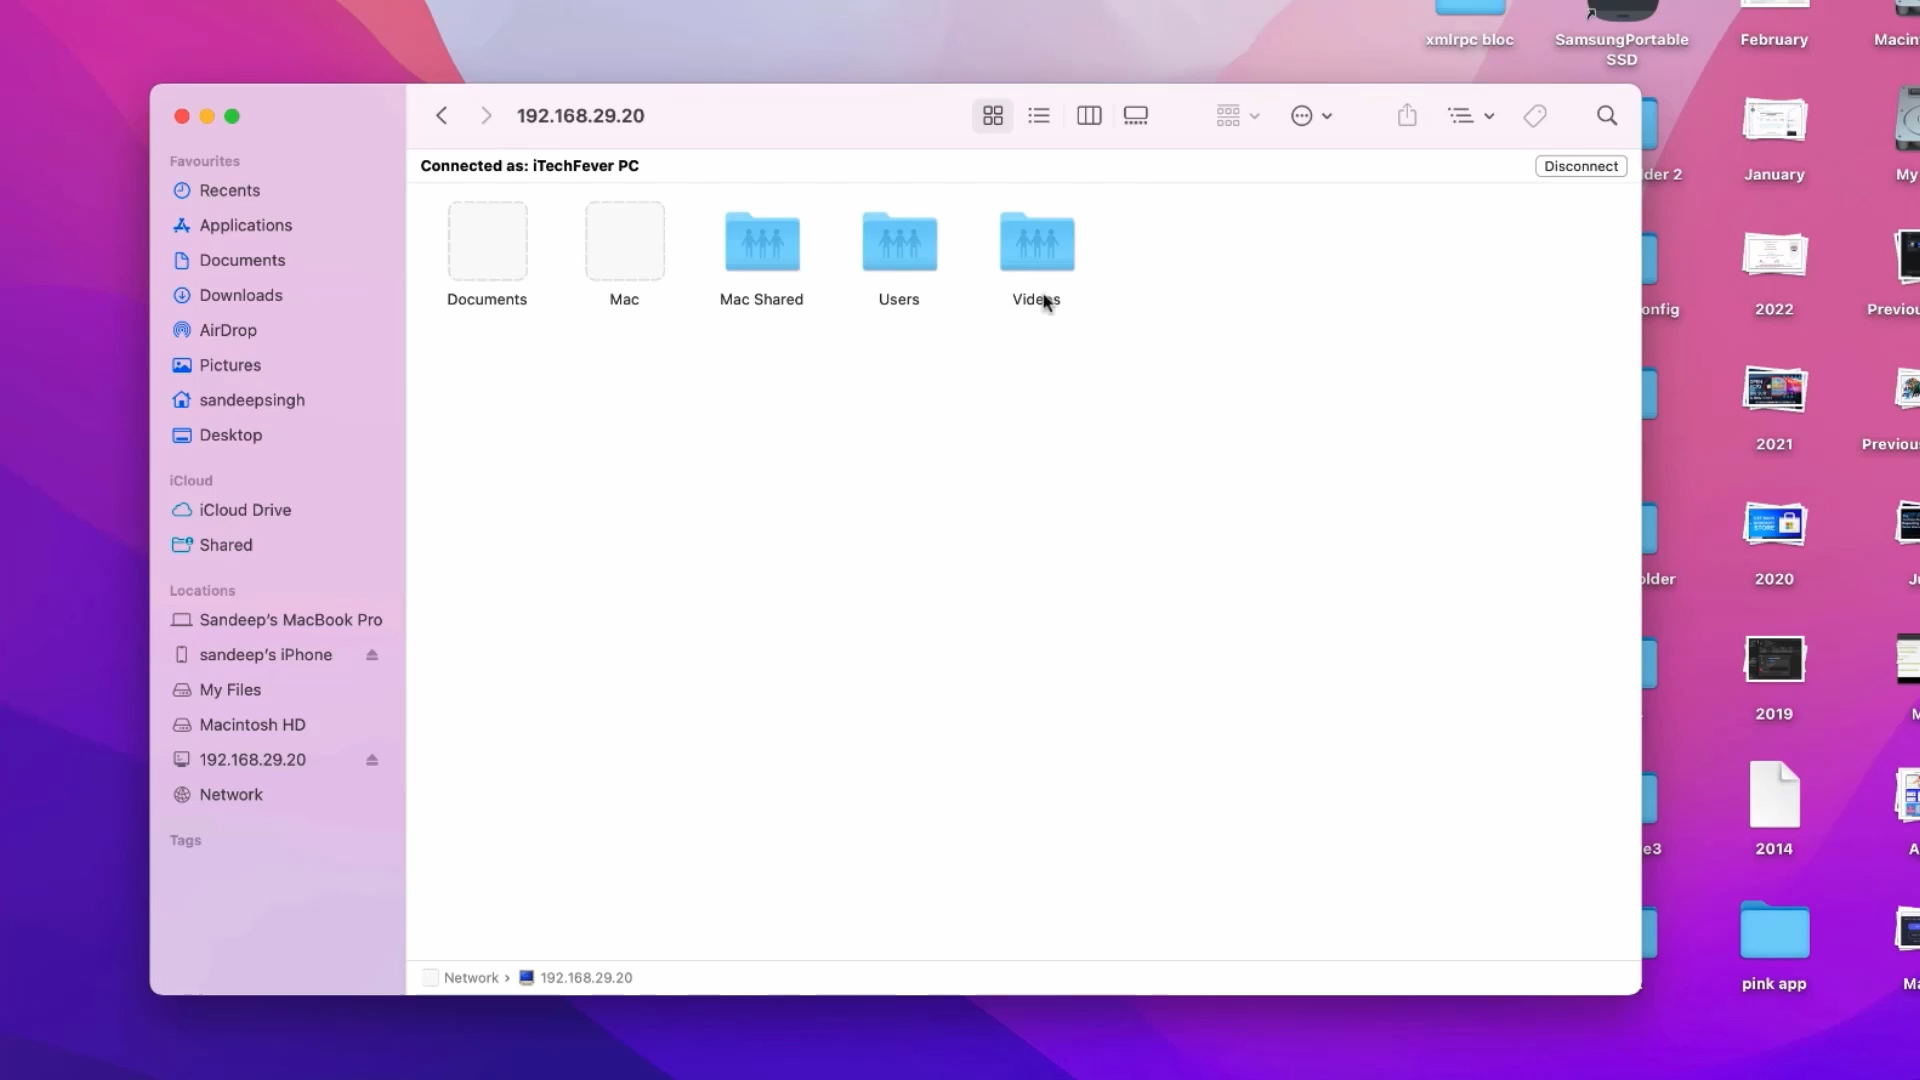 xmlrpc bloc
SamsungPortable
SSD
February
192.168.29.20
Connected as: iTechFever PC
Disconnect
Favourites
Recents
Applications
Documents
Downloads
AirDrop
Pictures
sandeepsingh
Desktop
iCloud
iCloud Drive
Shared
Locations
Sandeep's MacBook Pro
sandeep's iPhone
My Files
Macintosh HD
192.168.29.20
Network
Tags
Documents
Mac
Mac Shared
Users
Videos
Network › 192.168.29.20
January
My
2022
2021
2020
2019
2014
pink app